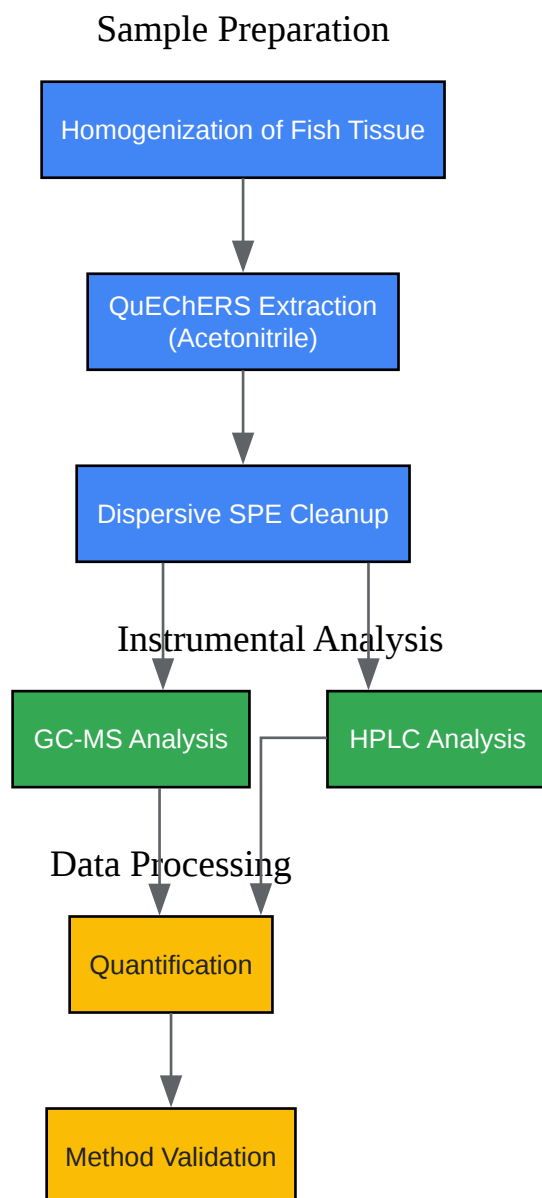 Sample Preparation
Homogenization of Fish Tissue
QuEChERS Extraction
(Acetonitrile)
Dispersive SPE Cleanup
Instrumental Analysis
GC-MS Analysis
HPLC Analysis
Data Processing
Quantification
Method Validation